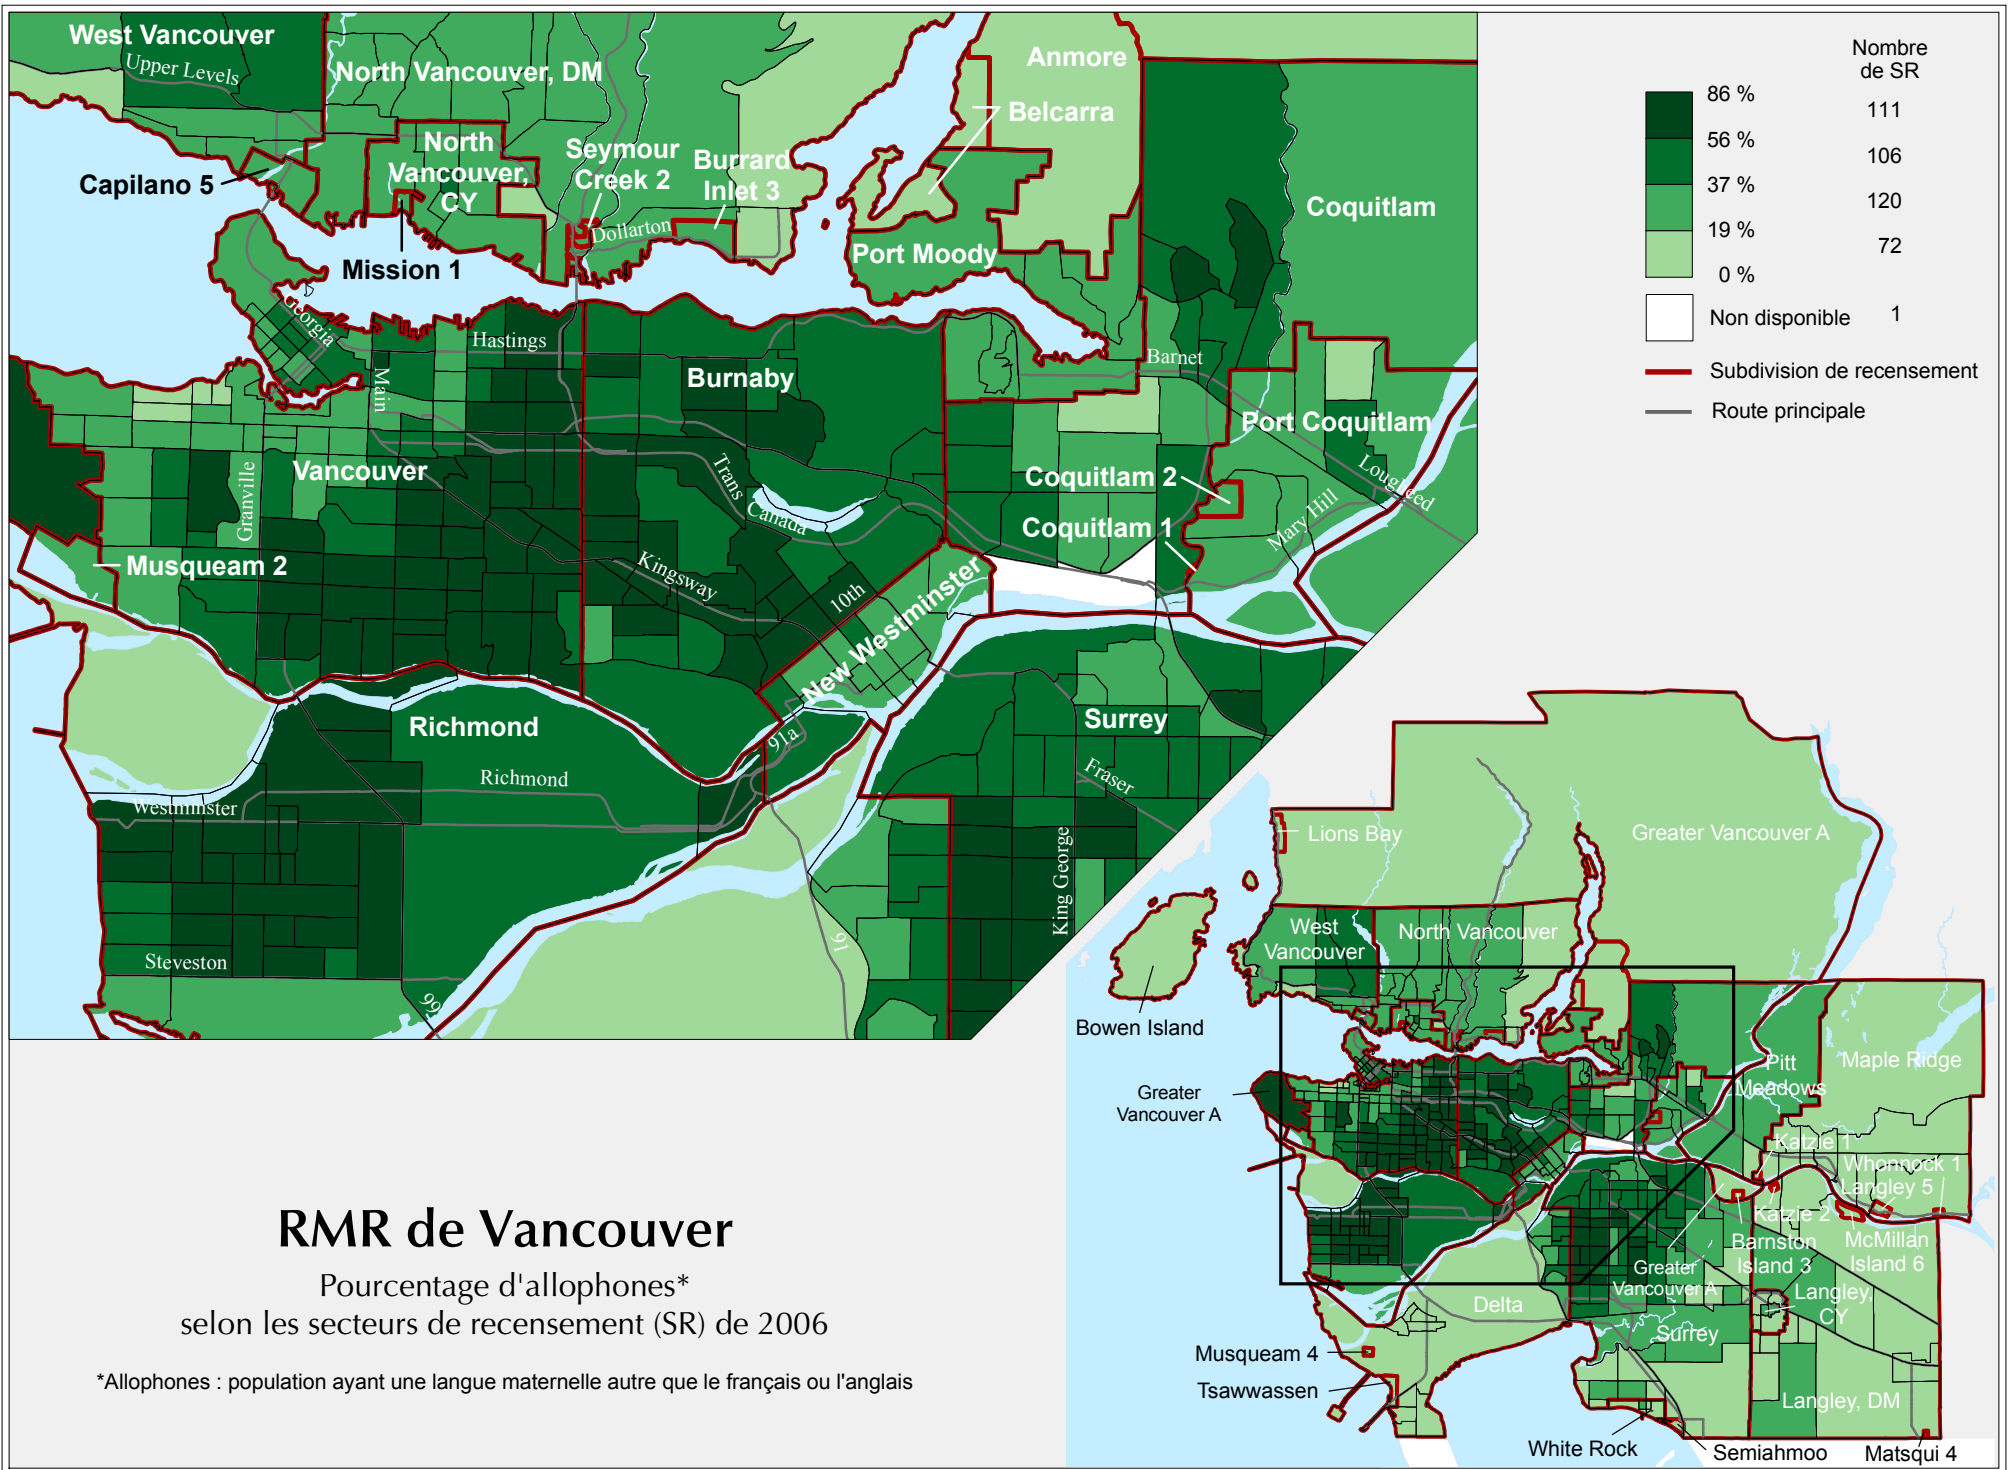 West Vancouver
Upper Levels
North Vancouver, DM
North
Vancouver,
CY
Capilano 5
Mission 1
Seymour
Creek 2
Burrard
Inlet 3
Dollarton
Anmore
Belcarra
Port Moody
Coquitlam
Georgia
Hastings
Main
Burnaby
Barnet
Port Coquitlam
Vancouver
Granville
Trans
Canada
Coquitlam 2
Lougheed
Coquitlam 1
Mary Hill
Musqueam 2
Kingsway
10th
New Westminster
Richmond
91a
Surrey
Richmond
Fraser
Westminster
King George
91
Steveston
99
Nombre
de SR
86 %
111
56 %
106
37 %
120
19 %
72
0 %
Non disponible 1
Subdivision de recensement
Route principale
Lions Bay
Greater Vancouver A
West
Vancouver
North Vancouver
Bowen Island
Greater
Vancouver A
Pitt
Meadows
Maple Ridge
Katzie 1
Whonnock 1
Langley 5
Katzie 2
Barnston
Island 3
McMillan
Island 6
Greater
Vancouver A
Langley,
CY
Delta
Surrey
Musqueam 4
Tsawwassen
Langley, DM
White Rock
Semiahmoo
Matsqui 4
RMR de Vancouver
Pourcentage d'allophones*
selon les secteurs de recensement (SR) de 2006
*Allophones : population ayant une langue maternelle autre que le français ou l'anglais